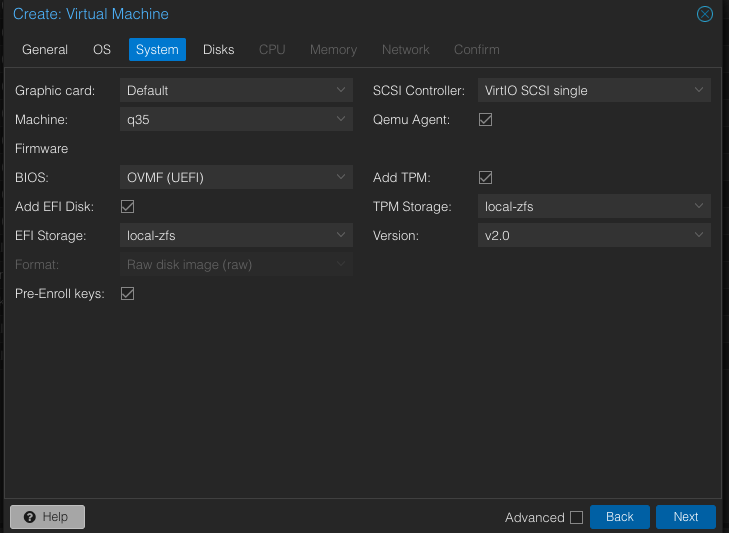 Create: Virtual Machine
General OS System Disks CPU Memory Network Confirm
Graphic card: Default SCSI Controller: VirtIO SCSI single
Machine: q35 Qemu Agent:
Firmware
BIOS: OVMF (UEFI) Add TPM:
Add EFI Disk: TPM Storage: local-zfs
EFI Storage: local-zfs Version: v2.0
Format: Raw disk image (raw)
Pre-Enroll keys:
Help Advanced Back Next